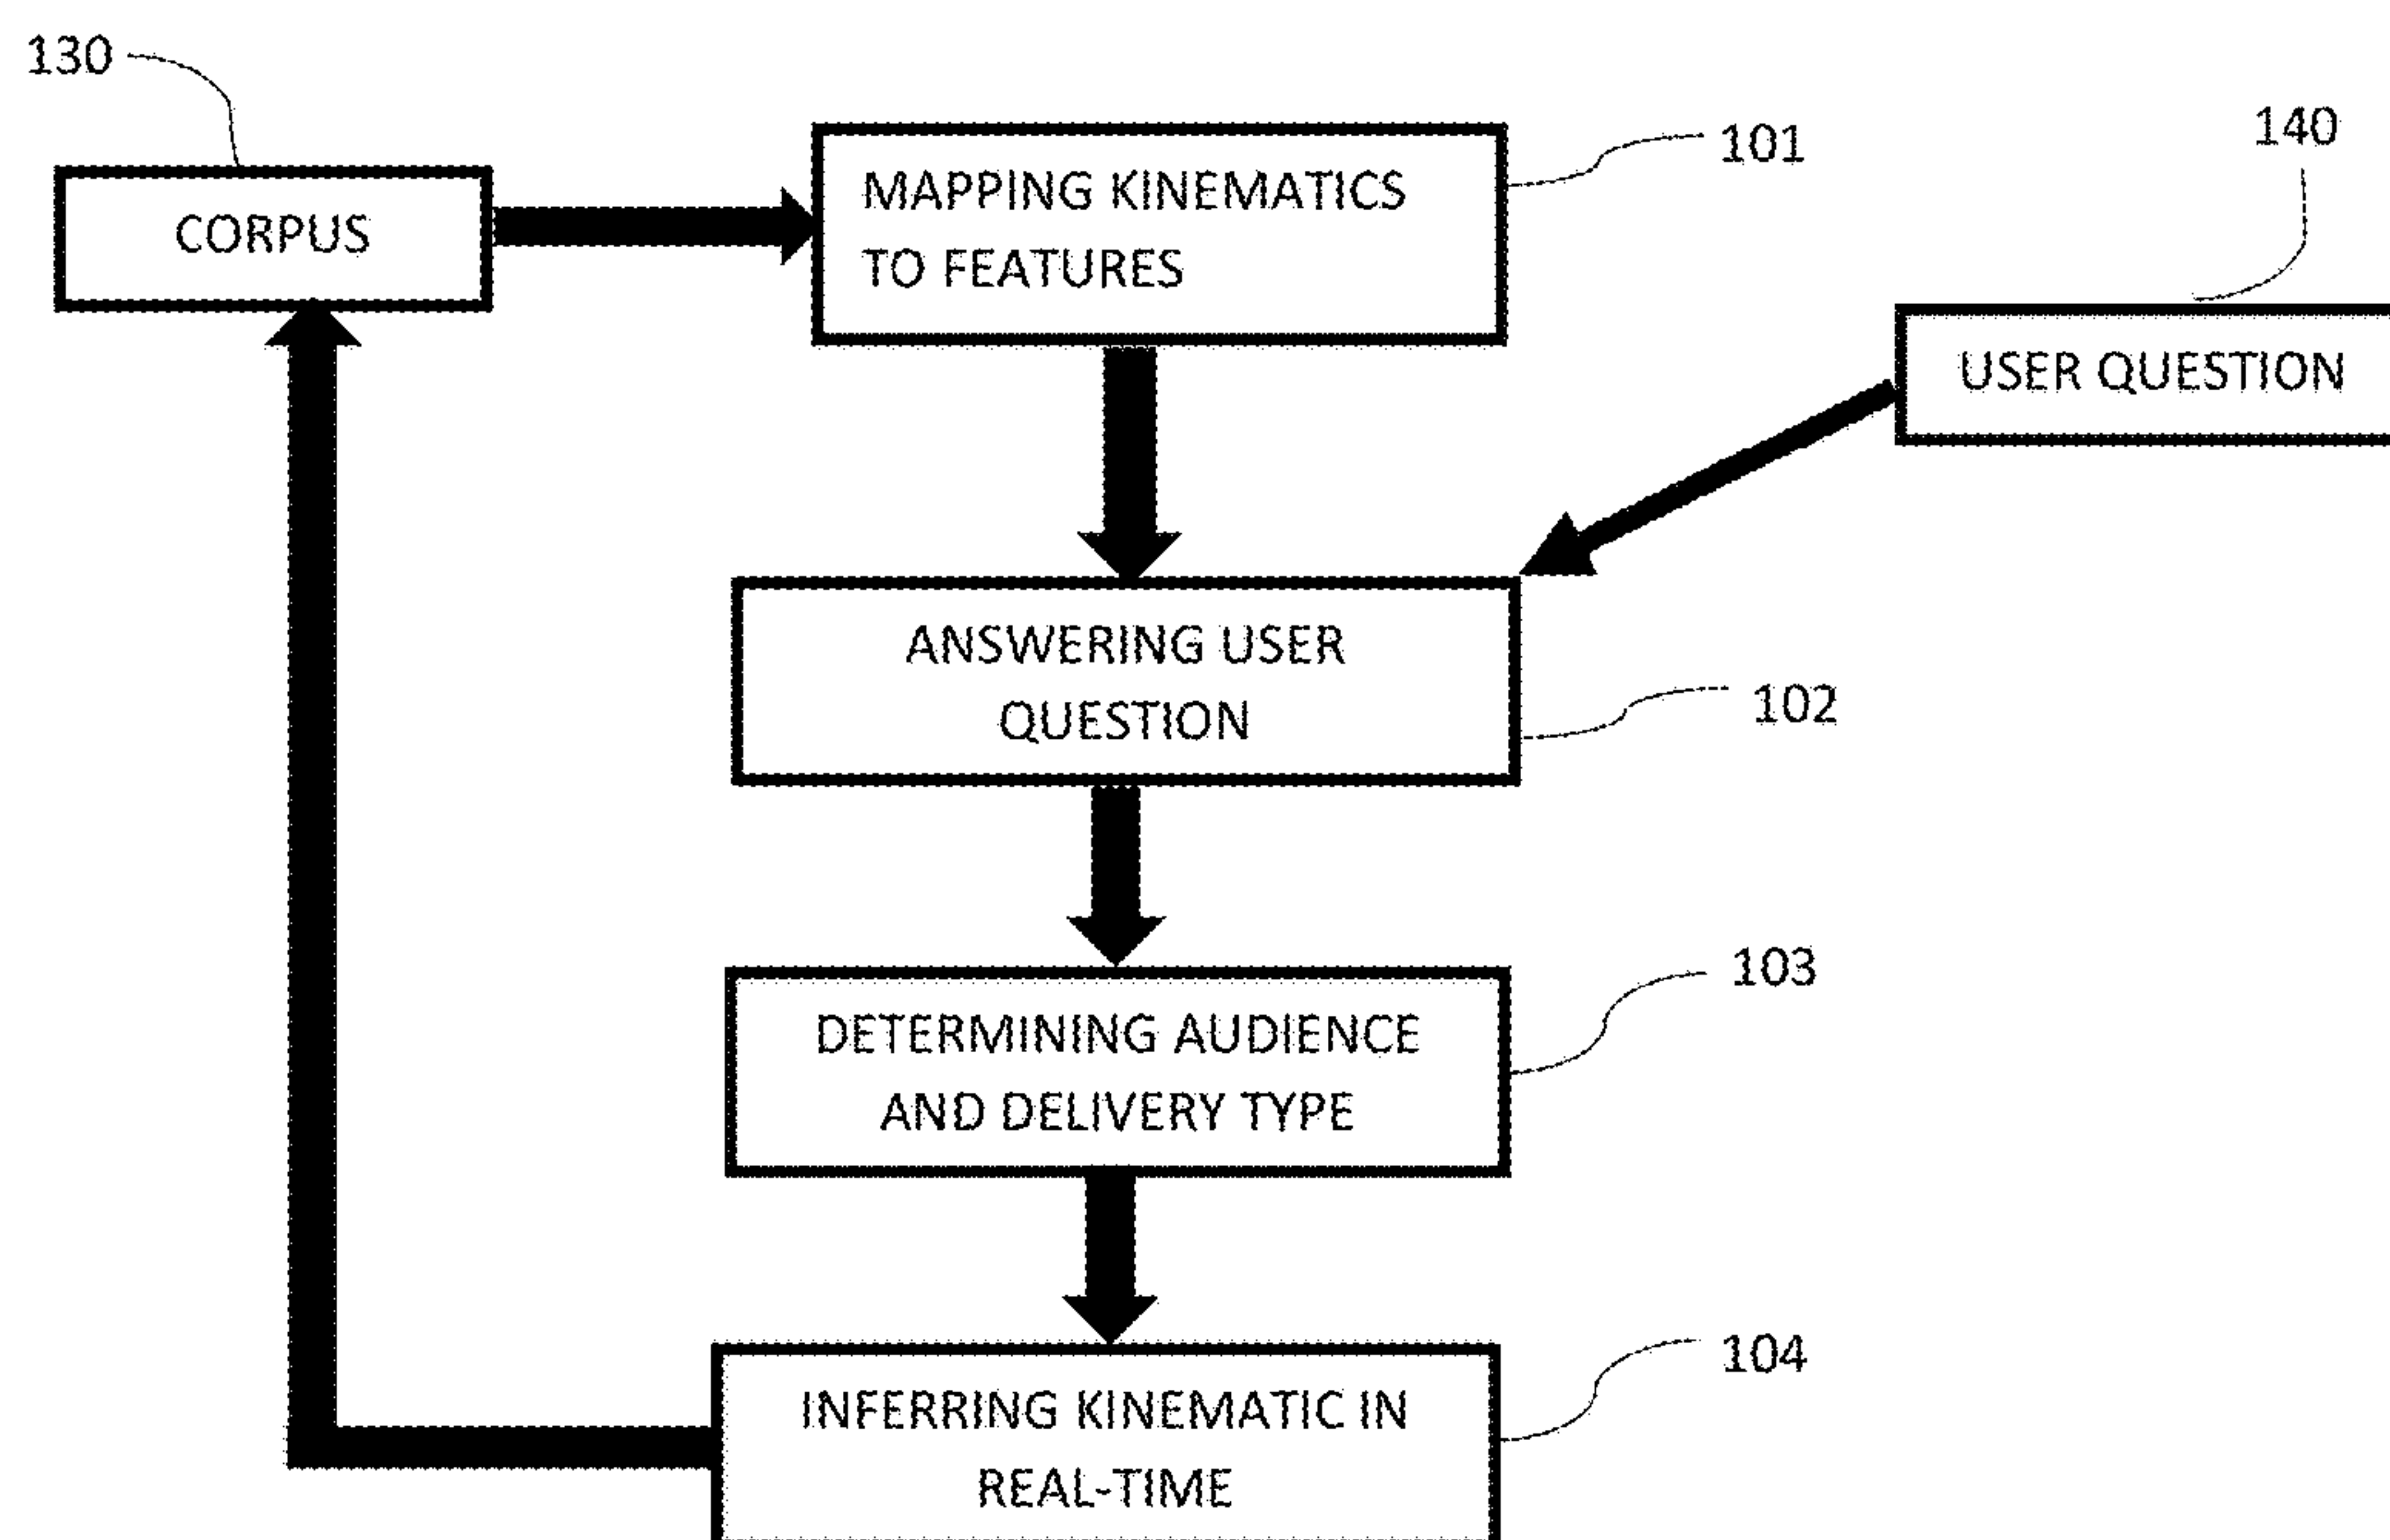 130
CORPUS
MAPPING KINEMATICS
TO FEATURES
101
140
USER QUESTION
ANSWERING USER
QUESTION
102
DETERMINING AUDIENCE
AND DELIVERY TYPE
103
INFERRING KINEMATIC IN
REAL-TIME
104